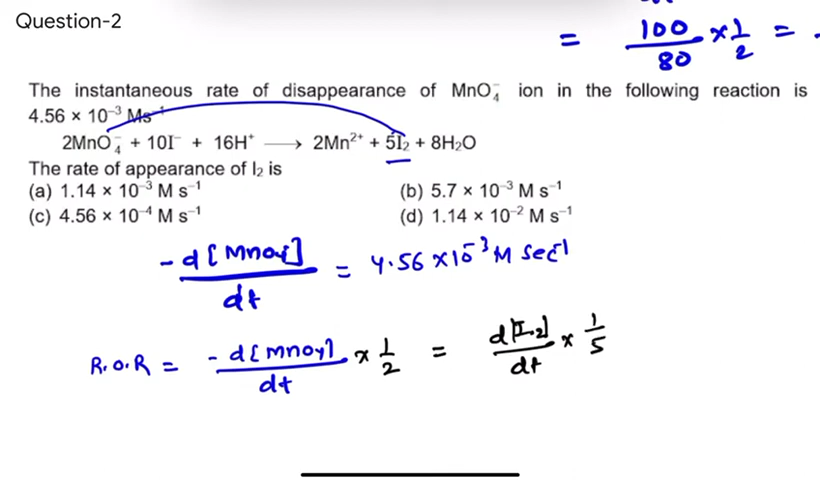 Question-2
= 100/80 × 1/2 =
The instantaneous rate of disappearance of MnO₄⁻ ion in the following reaction is
4.56 × 10⁻³ Ms⁻¹
2MnO₄⁻ + 10I⁻ + 16H⁺ ⟶ 2Mn²⁺ + 5I₂ + 8H₂O
The rate of appearance of I₂ is
(a) 1.14 × 10⁻³ M s⁻¹ (b) 5.7 × 10⁻³ M s⁻¹
(c) 4.56 × 10⁻⁴ M s⁻¹ (d) 1.14 × 10⁻² M s⁻¹
-d[MnO₄]/dt = 4.56 × 10⁻³ M sec⁻¹
R.O.R = -d[MnO₄]/dt × 1/2 = d[I₂]/dt × 1/5